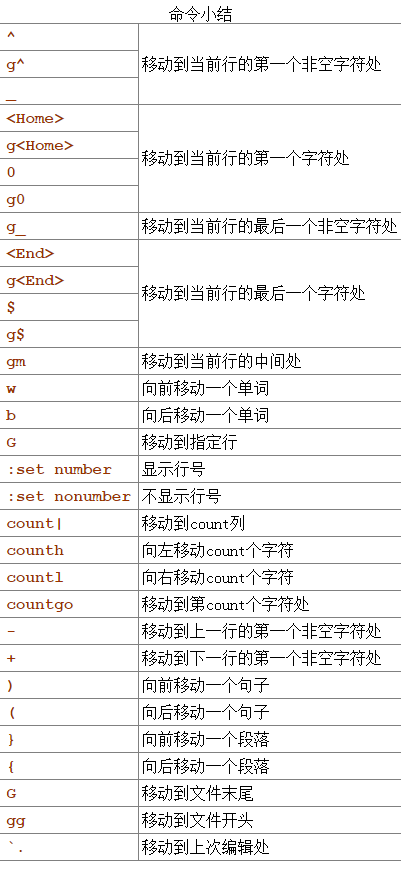 命令小结
^
g^
_
移动到当前行的第一个非空字符处
<Home>
g<Home>
0
g0
移动到当前行的第一个字符处
g_ 移动到当前行的最后一个非空字符处
<End>
g<End>
$
g$
移动到当前行的最后一个字符处
gm 移动到当前行的中间处
w 向前移动一个单词
b 向后移动一个单词
G 移动到指定行
:set number 显示行号
:set nonumber 不显示行号
count| 移动到count列
counth 向左移动count个字符
countl 向右移动count个字符
countgo 移动到第count个字符处
- 移动到上一行的第一个非空字符处
+ 移动到下一行的第一个非空字符处
) 向前移动一个句子
( 向后移动一个句子
} 向前移动一个段落
{ 向后移动一个段落
G 移动到文件末尾
gg 移动到文件开头
`. 移动到上次编辑处